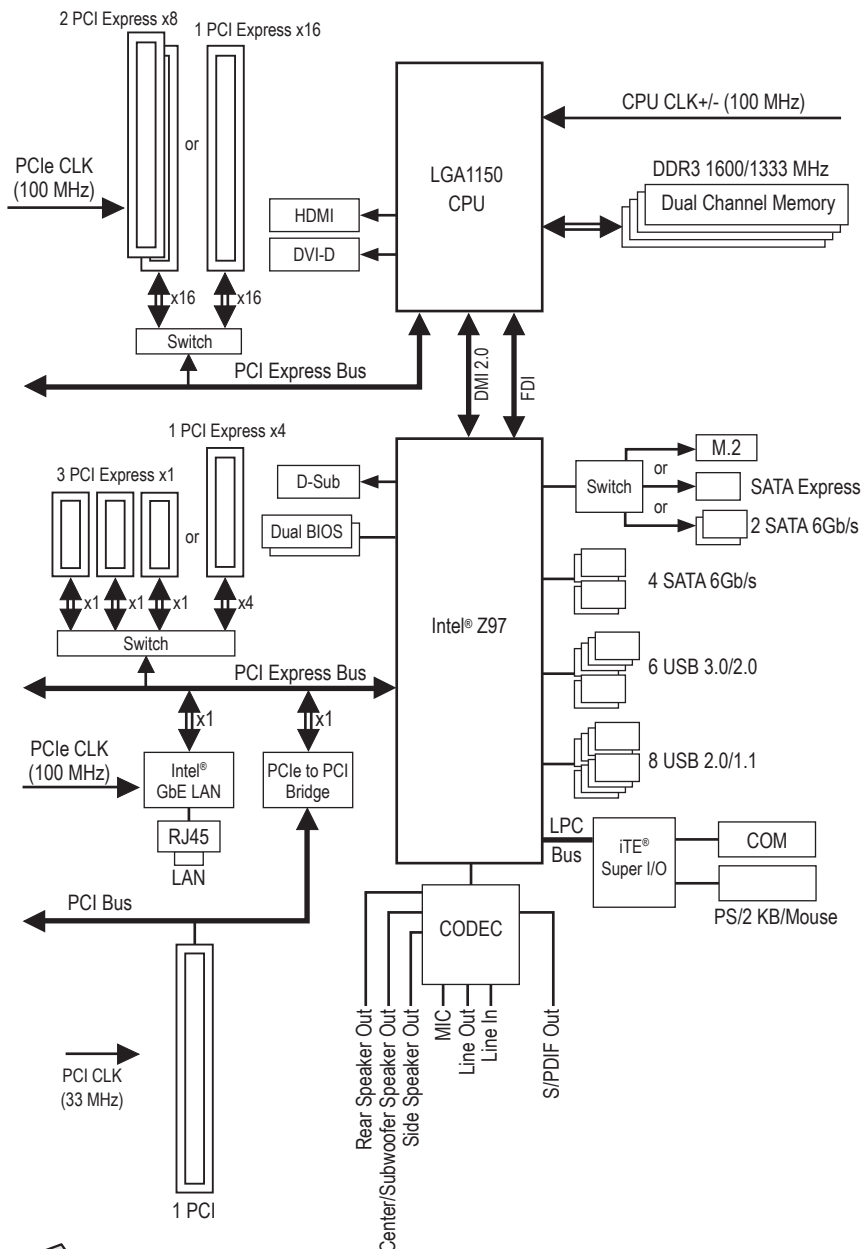 2 PCI Express x8
1 PCI Express x16
or
PCIe CLK
(100 MHz)
x16
x16
Switch
PCI Express Bus
LGA1150
CPU
CPU CLK+/- (100 MHz)
DDR3 1600/1333 MHz
Dual Channel Memory
HDMI
DVI-D
DMI 2.0
FDI
1 PCI Express x4
3 PCI Express x1
or
x1
x1
x1
x4
Switch
PCI Express Bus
D-Sub
Dual BIOS
Intel® Z97
Switch
M.2
or
SATA Express
or
2 SATA 6Gb/s
4 SATA 6Gb/s
6 USB 3.0/2.0
8 USB 2.0/1.1
x1
x1
PCIe CLK
(100 MHz)
Intel®
GbE LAN
PCIe to PCI
Bridge
RJ45
LAN
LPC
Bus
iTE®
Super I/O
COM
PS/2 KB/Mouse
PCI Bus
CODEC
Rear Speaker Out
Center/Subwoofer Speaker Out
Side Speaker Out
MIC
Line Out
Line In
S/PDIF Out
PCI CLK
(33 MHz)
1 PCI